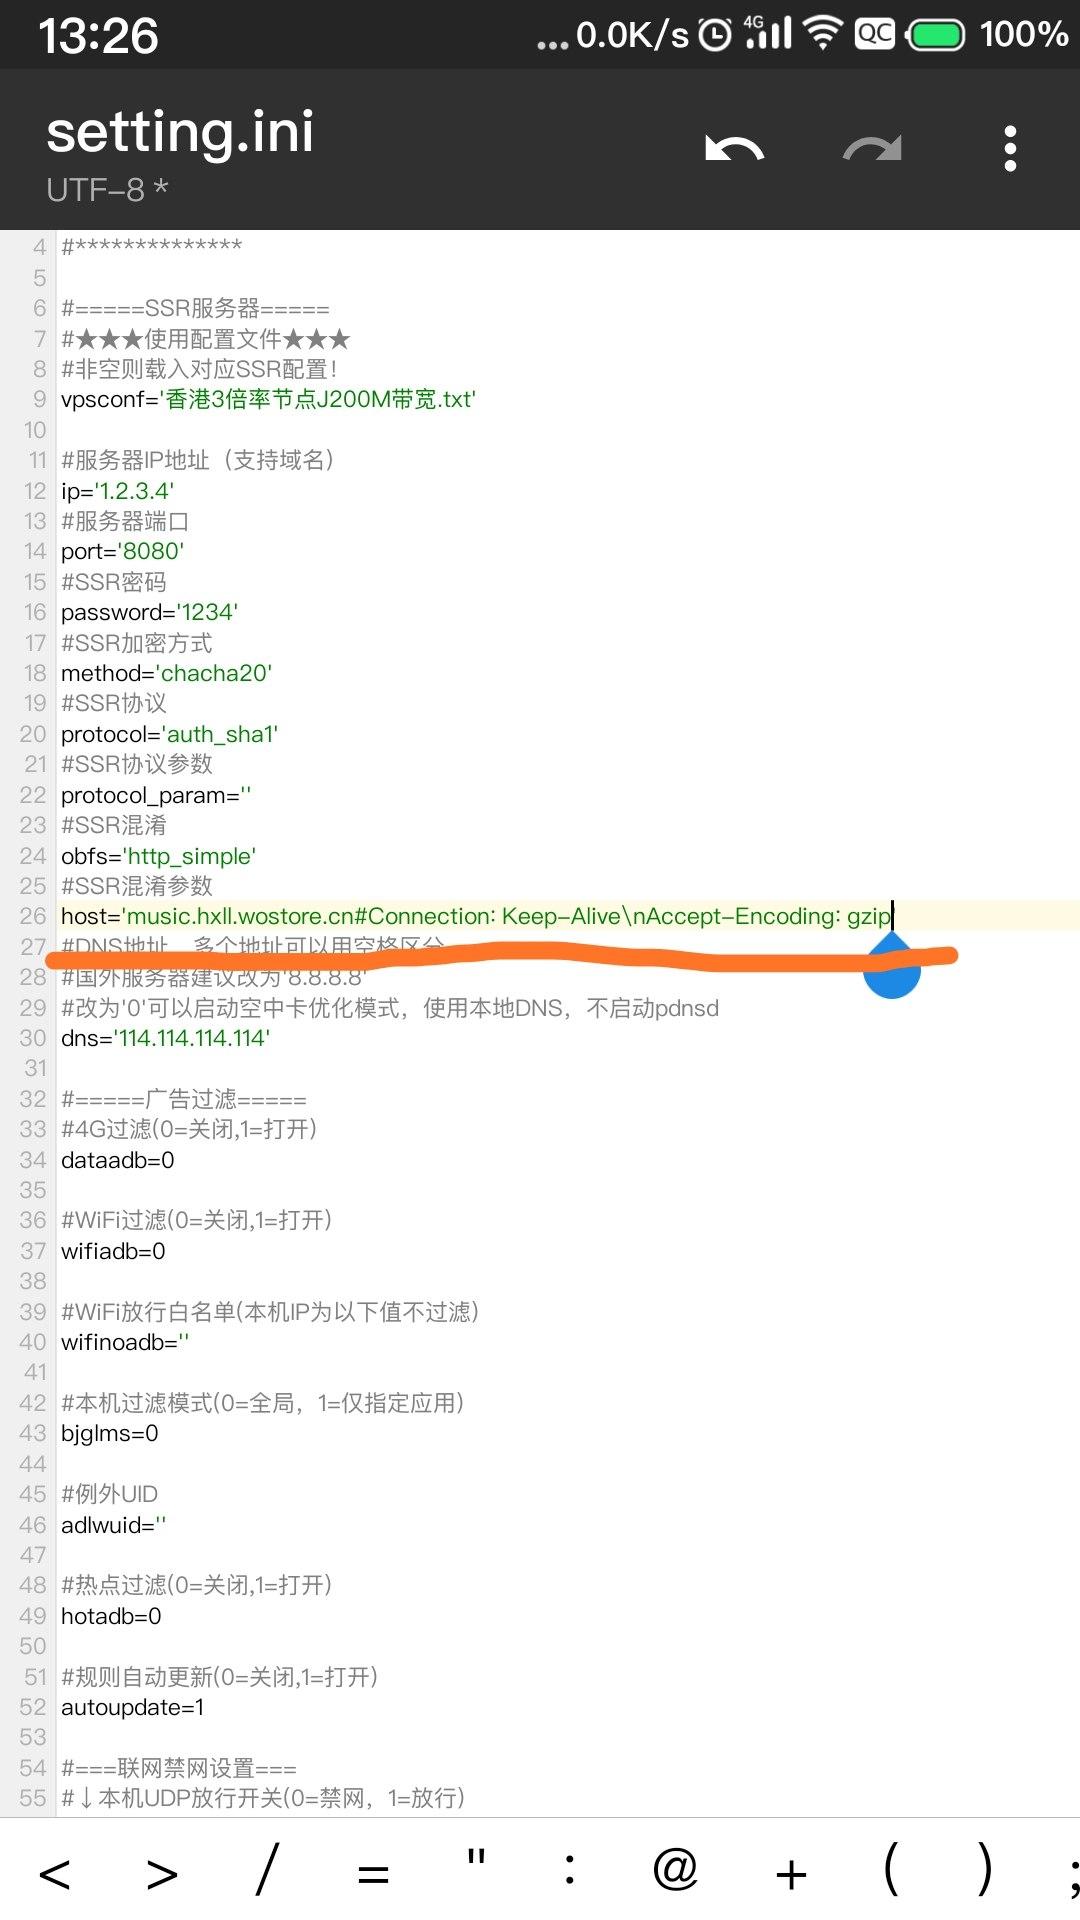 13:26
... 0.0K/s 4G QC 100%
setting.ini
UTF-8 *
4 #**************
5
6 #=====SSR服务器=====
7 #★★★使用配置文件★★★
8 #非空则载入对应SSR配置!
9 vpsconf='香港3倍率节点J200M带宽.txt'
10
11 #服务器IP地址（支持域名）
12 ip='1.2.3.4'
13 #服务器端口
14 port='8080'
15 #SSR密码
16 password='1234'
17 #SSR加密方式
18 method='chacha20'
19 #SSR协议
20 protocol='auth_sha1'
21 #SSR协议参数
22 protocol_param=''
23 #SSR混淆
24 obfs='http_simple'
25 #SSR混淆参数
26 host='music.hxll.wostore.cn#Connection: Keep-Alive\nAccept-Encoding: gzip
27 #DNS地址，多个地址可以用空格区分
28 #国外服务器建议改为'8.8.8.8'
29 #改为'0'可以启动空中卡优化模式，使用本地DNS，不启动pdnsd
30 dns='114.114.114.114'
31
32 #=====广告过滤=====
33 #4G过滤(0=关闭,1=打开)
34 dataadb=0
35
36 #WiFi过滤(0=关闭,1=打开)
37 wifiadb=0
38
39 #WiFi放行白名单(本机IP为以下值不过滤)
40 wifinoadb=''
41
42 #本机过滤模式(0=全局，1=仅指定应用)
43 bjglms=0
44
45 #例外UID
46 adlwuid=''
47
48 #热点过滤(0=关闭,1=打开)
49 hotadb=0
50
51 #规则自动更新(0=关闭,1=打开)
52 autoupdate=1
53
54 #===联网禁网设置===
55 #↓本机UDP放行开关(0=禁网，1=放行)
< > / = " : @ + ( ) ;